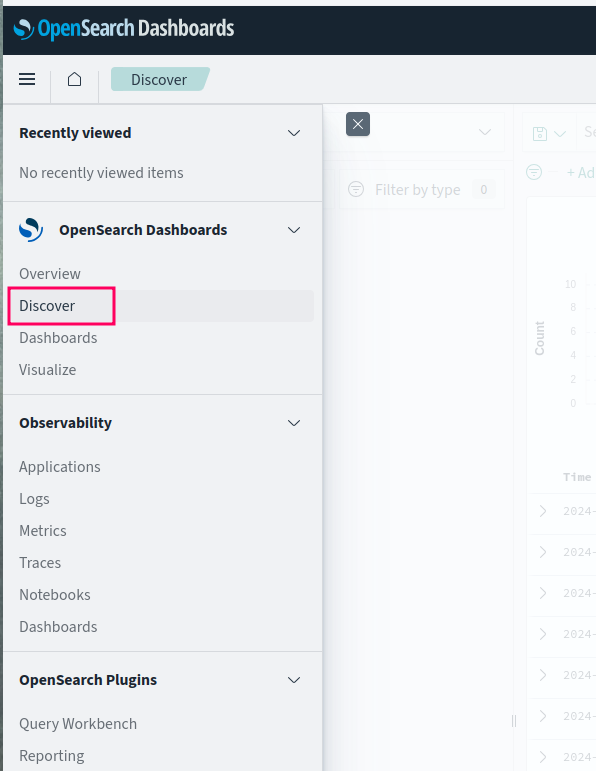 OpenSearch Dashboards
Discover
Recently viewed
No recently viewed items
OpenSearch Dashboards
Overview
Discover
Dashboards
Visualize
Observability
Applications
Logs
Metrics
Traces
Notebooks
Dashboards
OpenSearch Plugins
Query Workbench
Reporting
Filter by type 0
Se
+ Ad
Count
10
8
6
4
2
0
Time
2024-
2024-
2024-
2024-
2024-
2024-
2024-